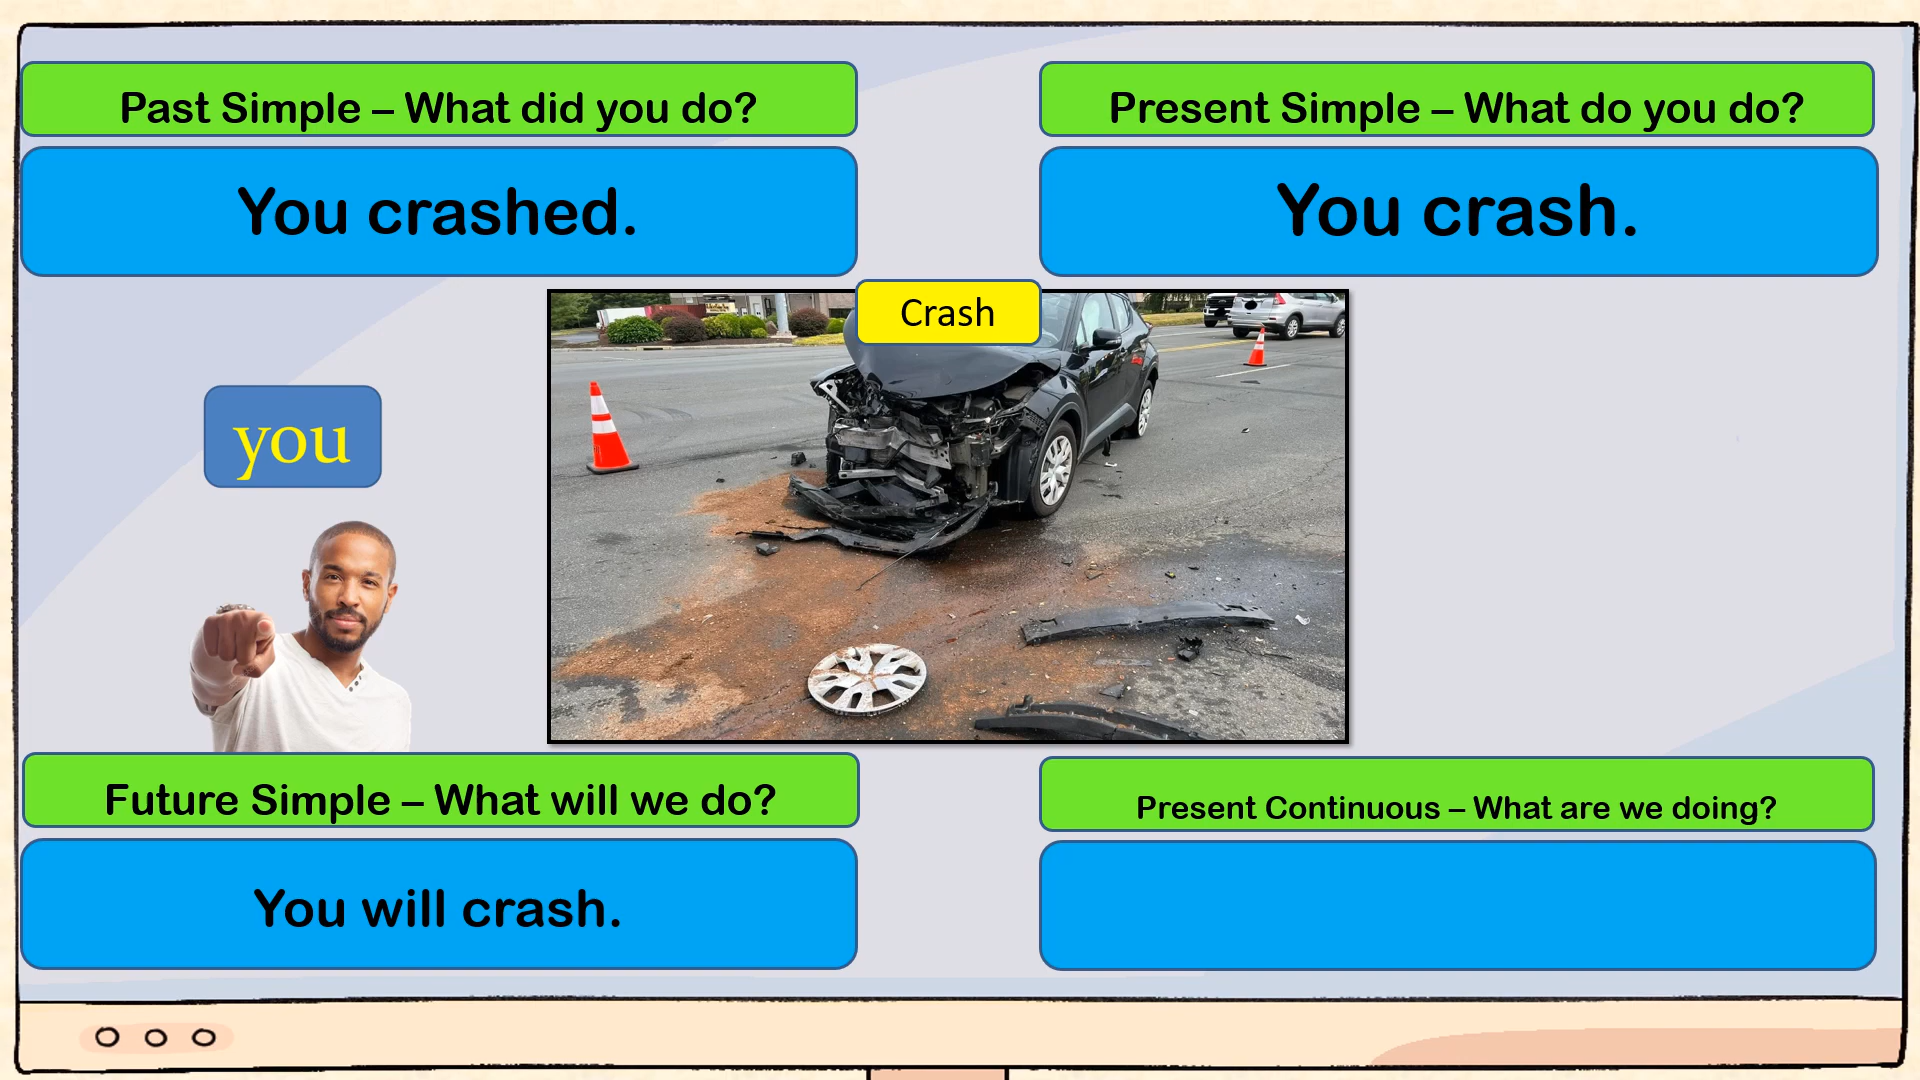 Past Simple – What did you do?
Present Simple – What do you do?
You crashed.
You crash.
Crash
you
Future Simple – What will we do?
Present Continuous – What are we doing?
You will crash.